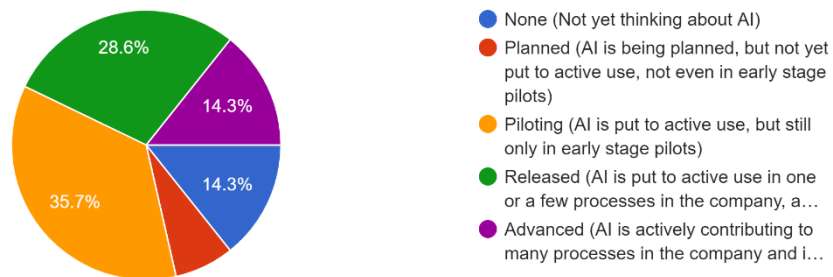 28.6%
14.3%
14.3%
35.7%
None (Not yet thinking about AI)
Planned (AI is being planned, but not yet
put to active use, not even in early stage
pilots)
Piloting (AI is put to active use, but still
only in early stage pilots)
Released (AI is put to active use in one
or a few processes in the company, a…
Advanced (AI is actively contributing to
many processes in the company and i…